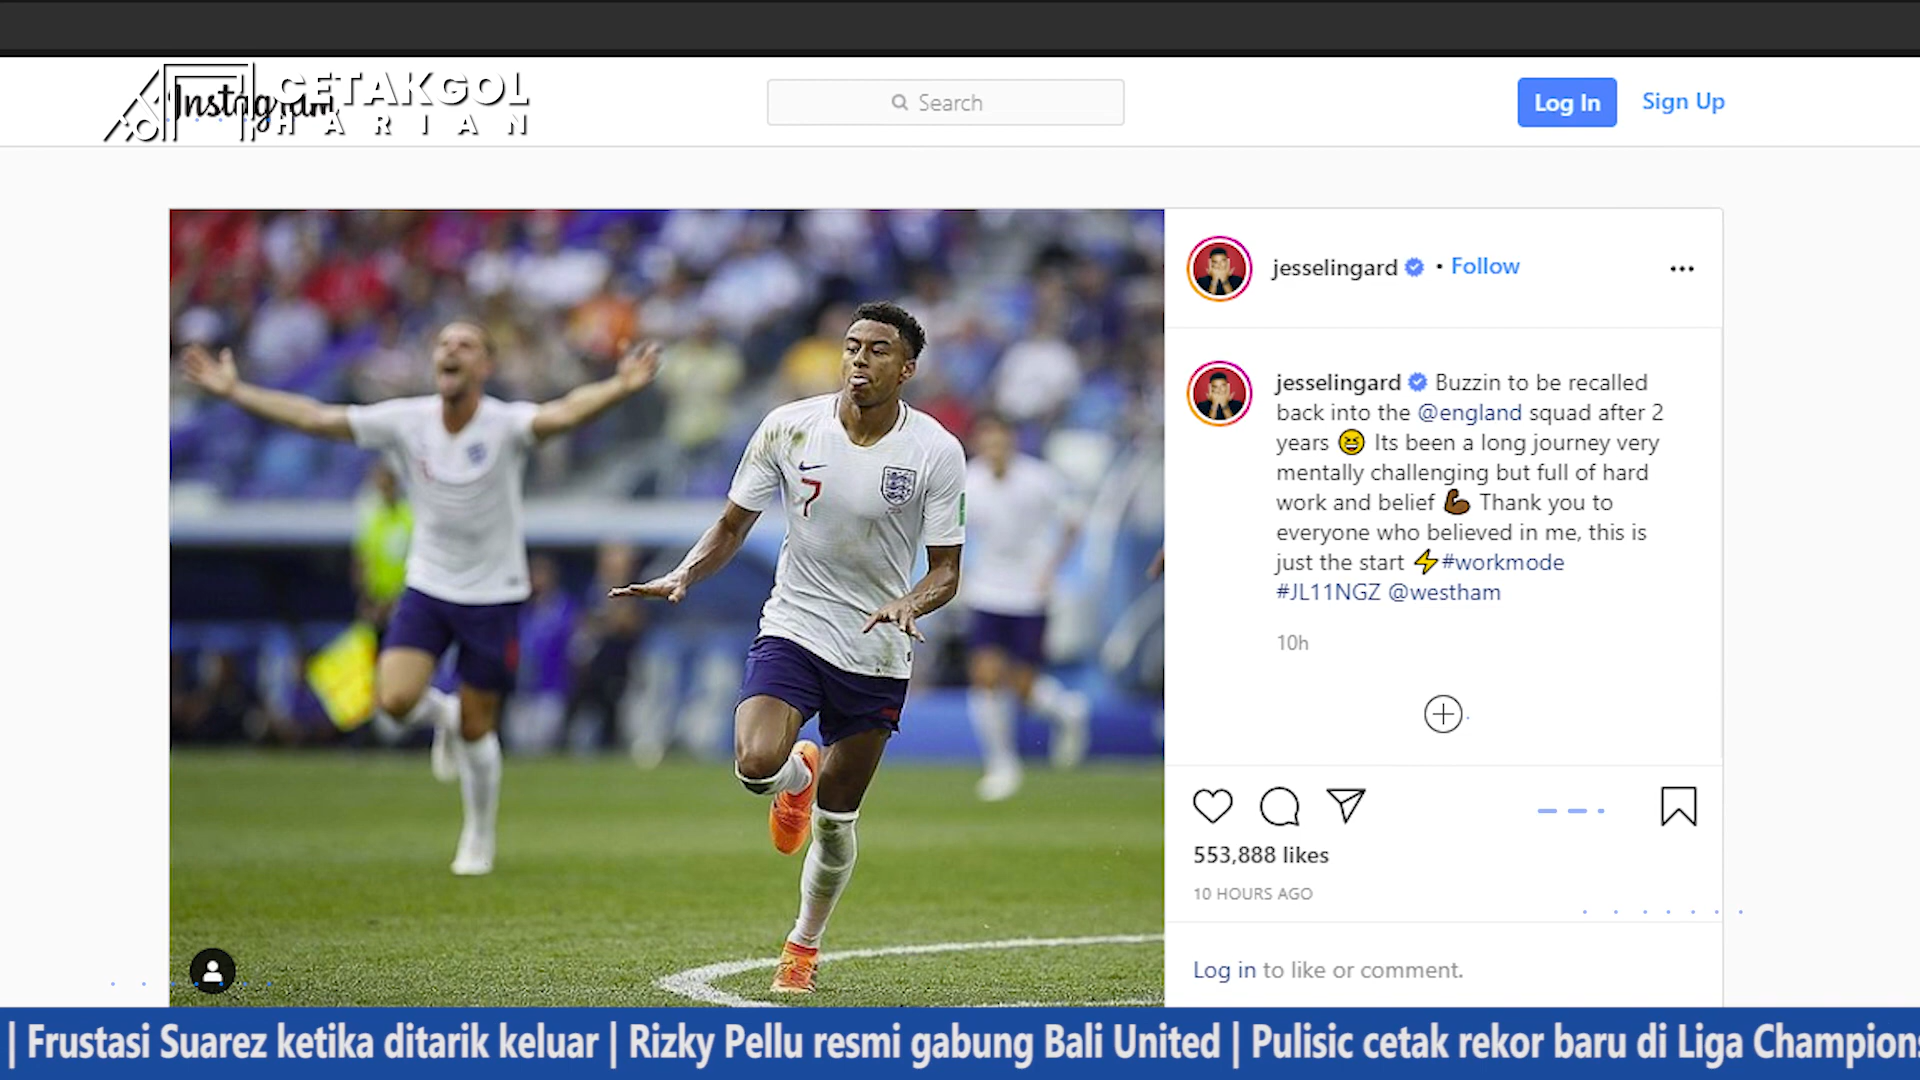 CETAKGOL
HARIAN
Instagram
Search
Log In
Sign Up
7
jesselingard • Follow
jesselingard Buzzin to be recalled
back into the @england squad after 2
years 😆 Its been a long journey very
mentally challenging but full of hard
work and belief 💪🏾 Thank you to
everyone who believed in me, this is
just the start ⚡#workmode
#JL11NGZ @westham
10h
553,888 likes
10 HOURS AGO
Log in to like or comment.
| Frustasi Suarez ketika ditarik keluar | Rizky Pellu resmi gabung Bali United | Pulisic cetak rekor baru di Liga Champions